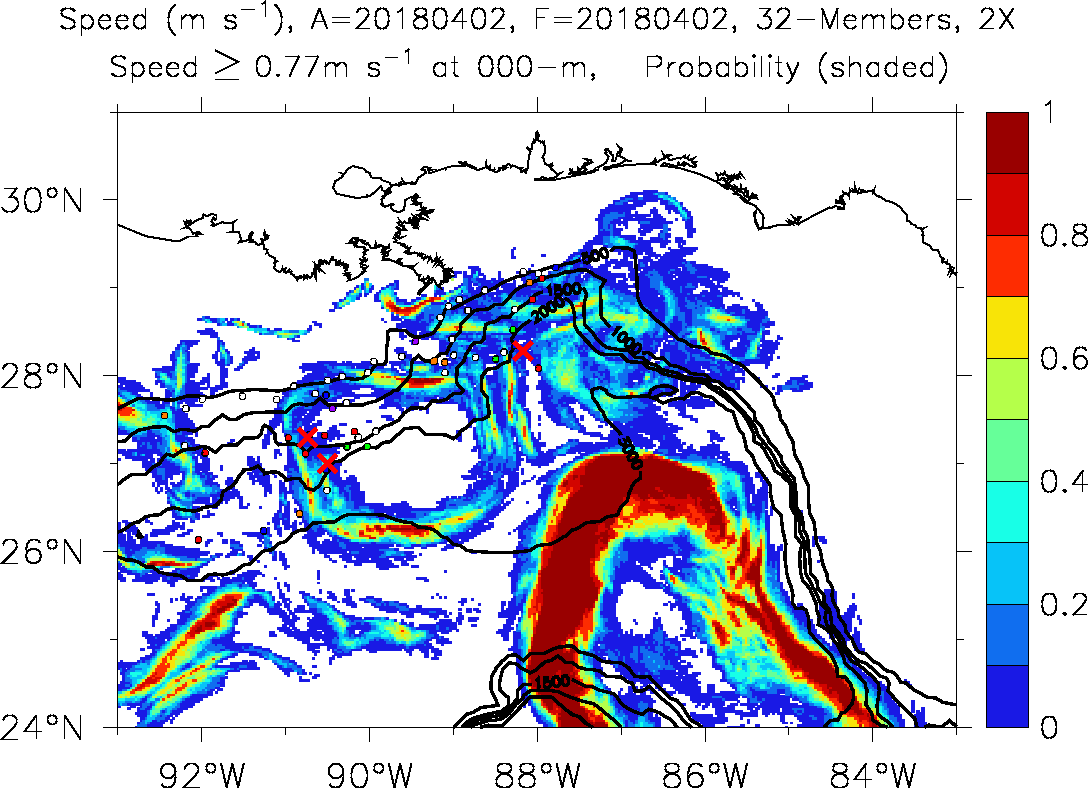 Speed (m s⁻¹), A=20180402, F=20180402, 32-Members, 2X
Speed ≥ 0.77m s⁻¹ at 000-m, Probability (shaded)
1
30°N
0.8
500
1500
2000
1000
0.6
28°N
3000
0.4
26°N
0.2
1500
24°N
0
92°W 90°W 88°W 86°W 84°W